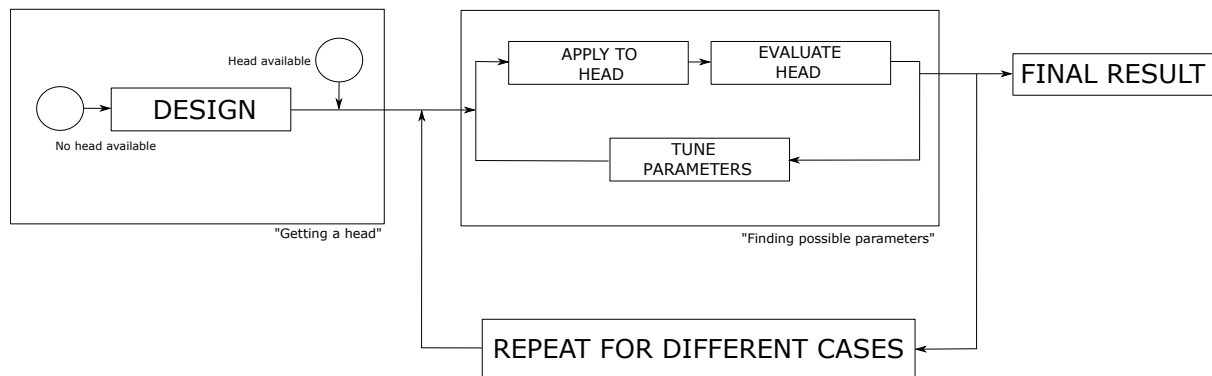 Head available
DESIGN
No head available
"Getting a head"
APPLY TO
HEAD
EVALUATE
HEAD
TUNE
PARAMETERS
"Finding possible parameters"
FINAL RESULT
REPEAT FOR DIFFERENT CASES